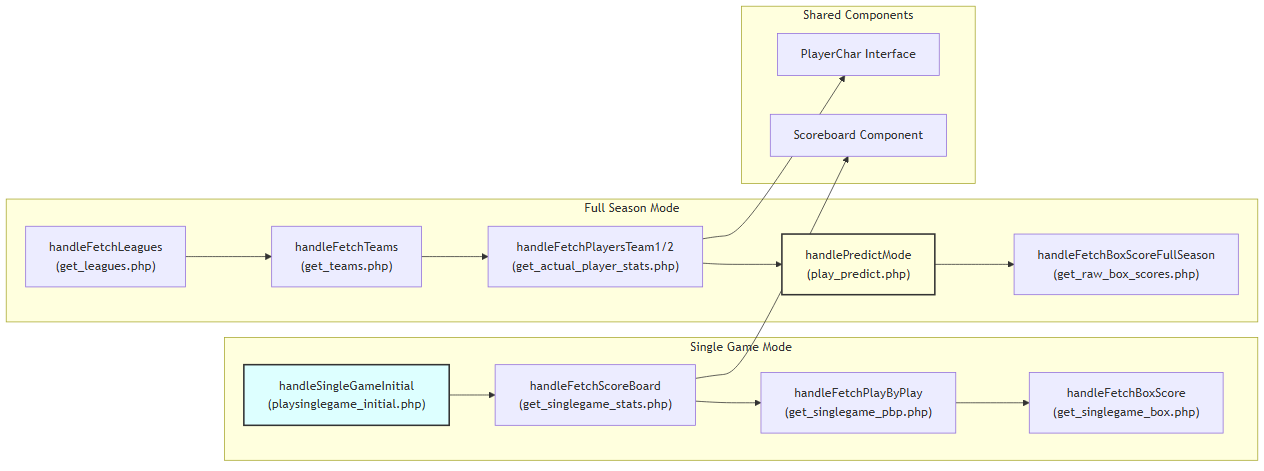 Shared Components
PlayerChar Interface
Scoreboard Component
Full Season Mode
handleFetchLeagues
(get_leagues.php)
handleFetchTeams
(get_teams.php)
handleFetchPlayersTeam1/2
(get_actual_player_stats.php)
handlePredictMode
(play_predict.php)
handleFetchBoxScoreFullSeason
(get_raw_box_scores.php)
Single Game Mode
handleSingleGameInitial
(playsinglegame_initial.php)
handleFetchScoreBoard
(get_singlegame_stats.php)
handleFetchPlayByPlay
(get_singlegame_pbp.php)
handleFetchBoxScore
(get_singlegame_box.php)